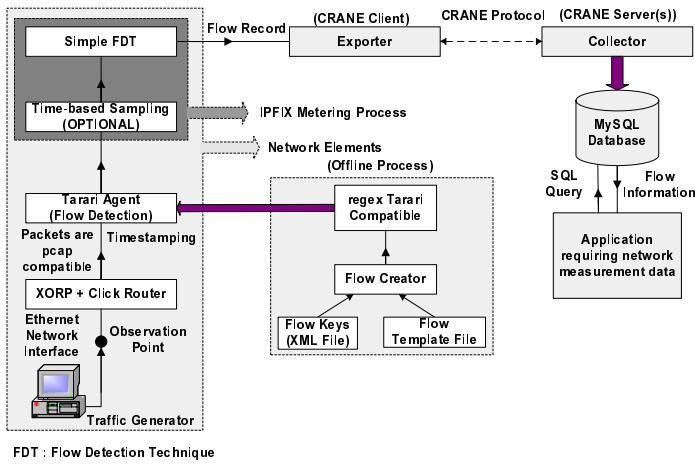 (CRANE Client)
CRANE Protocol
(CRANE Server(s))
Simple FDT
Flow Record
Exporter
Collector
Time-based Sampling
(OPTIONAL)
IPFIX Metering Process
MySQL
Database
Network Elements
(Offline Process)
SQL
Query
Flow
Information
Tarari Agent
(Flow Detection)
regex Tarari
Compatible
Packets are
pcap
compatible
Timestamping
Application
requiring network
measurement data
Flow Creator
XORP + Click Router
Ethernet
Network
Interface
Observation
Point
Flow Keys
(XML File)
Flow
Template File
Traffic Generator
FDT : Flow Detection Technique